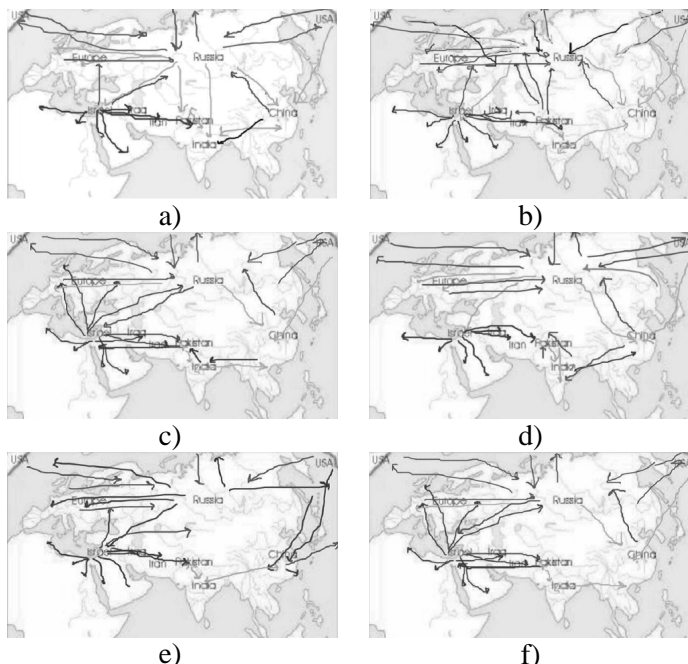 USA
USA
Europe
Russia
Israel
Iraq
Iran
Pakistan
China
India
a)
USA
USA
Europe
Russia
Israel
Iraq
Iran
Pakistan
China
India
b)
USA
USA
Europe
Russia
Israel
Iraq
Iran
Pakistan
China
India
c)
USA
USA
Europe
Russia
Israel
Iraq
Iran
Pakistan
China
India
d)
USA
USA
Europe
Russia
Israel
Iraq
Iran
Pakistan
China
India
e)
USA
USA
Europe
Russia
Israel
Iraq
Iran
Pakistan
China
India
f)